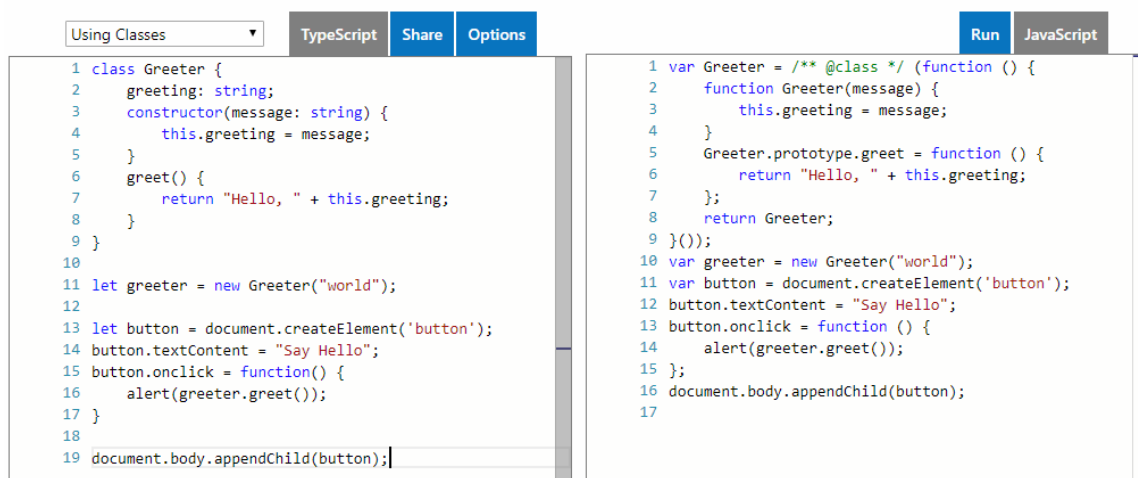 Using Classes TypeScript Share Options
1 class Greeter {
2     greeting: string;
3     constructor(message: string) {
4         this.greeting = message;
5     }
6     greet() {
7         return "Hello, " + this.greeting;
8     }
9 }
10
11 let greeter = new Greeter("world");
12
13 let button = document.createElement('button');
14 button.textContent = "Say Hello";
15 button.onclick = function() {
16     alert(greeter.greet());
17 }
18
19 document.body.appendChild(button);
Run JavaScript
1 var Greeter = /** @class */ (function () {
2     function Greeter(message) {
3         this.greeting = message;
4     }
5     Greeter.prototype.greet = function () {
6         return "Hello, " + this.greeting;
7     };
8     return Greeter;
9 }());
10 var greeter = new Greeter("world");
11 var button = document.createElement('button');
12 button.textContent = "Say Hello";
13 button.onclick = function () {
14     alert(greeter.greet());
15 };
16 document.body.appendChild(button);
17